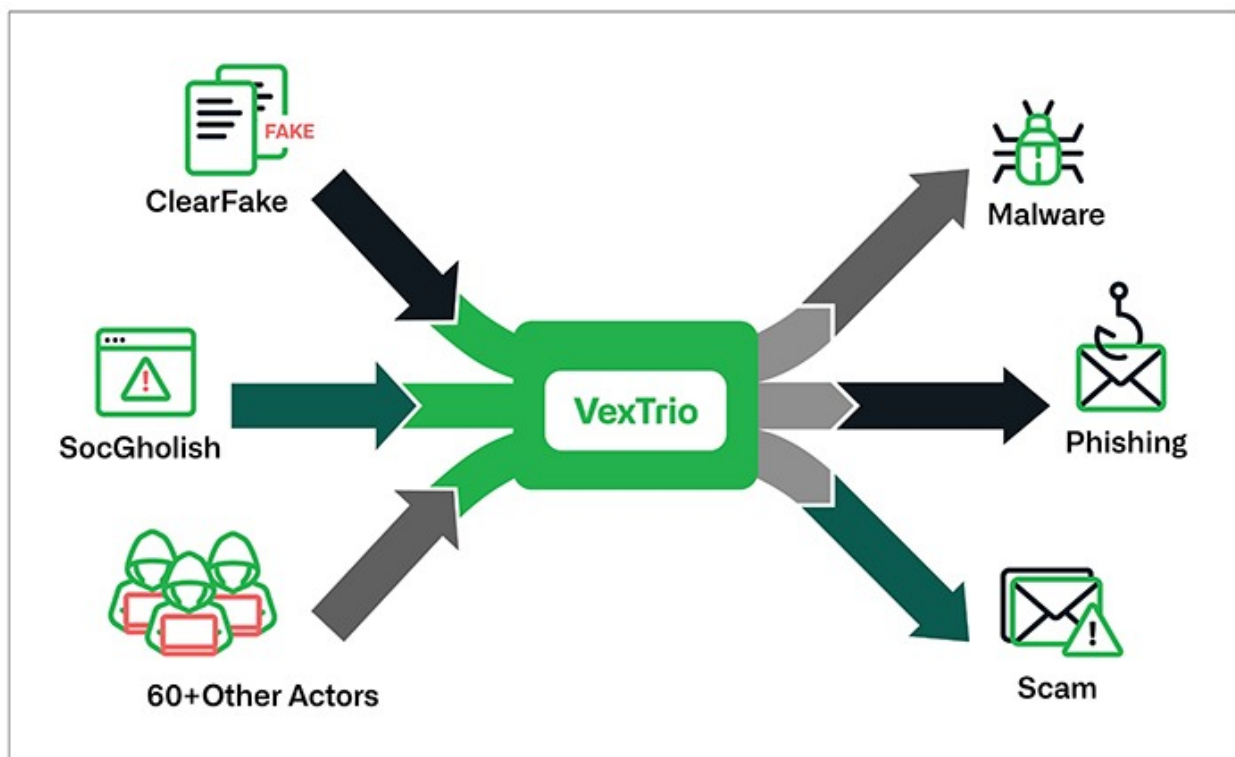 FAKE
ClearFake
Malware
SocGholish
VexTrio
Phishing
60+Other Actors
Scam